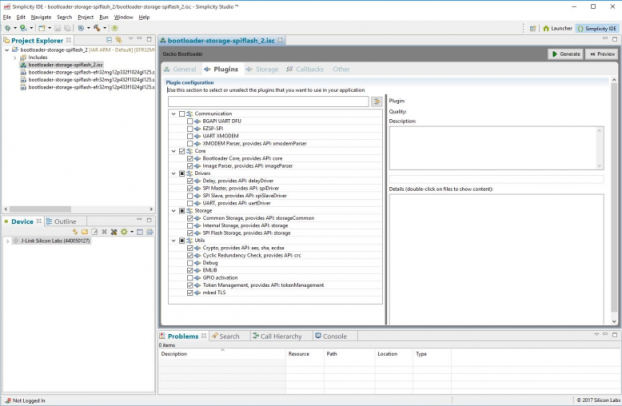 bootloader-storage-spiflash_2/bootloader-storage-spiflash_2.isc - Simplicity Studio ™
File Edit Navigate Search Project Run Window Help
Launcher Simplicity IDE
Project Explorer
bootloader-storage-spiflash_2 [IAR ARM - Default] [EFR32M
Includes
bootloader-storage-spiflash_2.isc
bootloader-storage-spiflash-efr32mg12p332f1024gl125.s
bootloader-storage-spiflash-efr32mg12p433f1024gl125.s
bootloader-storage-spiflash-efr32mg12p433f1024gl125.s
Device Outline
J-Link Silicon Labs (440050127)
bootloader-storage-spiflash_2.isc
Gecko Bootloader
Generate Preview
General Plugins Storage Callbacks Other
Plugin configuration
Use this section to select or unselect the plugins that you want to use in your application
Communication
BGAPI UART DFU
EZSP-SPI
UART XMODEM
XMODEM Parser, provides API: xmodemParser
Core
Bootloader Core, provides API: core
Image Parser, provides API: imageParser
Drivers
Delay, provides API: delayDriver
SPI Master, provides API: spiDriver
SPI Slave, provides API: spiSlaveDriver
UART, provides API: uartDriver
Storage
Common Storage, provides API: storageCommon
Internal Storage, provides API: storage
SPI Flash Storage, provides API: storage
Utils
Crypto, provides API: aes, sha, ecdsa
Cyclic Redundancy Check, provides API: crc
Debug
EMLIB
GPIO activation
Token Management, provides API: tokenManagement
mbed TLS
Plugin:
Quality:
Description:
Details (double-click on files to show content):
Problems Search Call Hierarchy Console
0 items
Description Resource Path Location Type
Not Logged In
© 2017 Silicon Labs